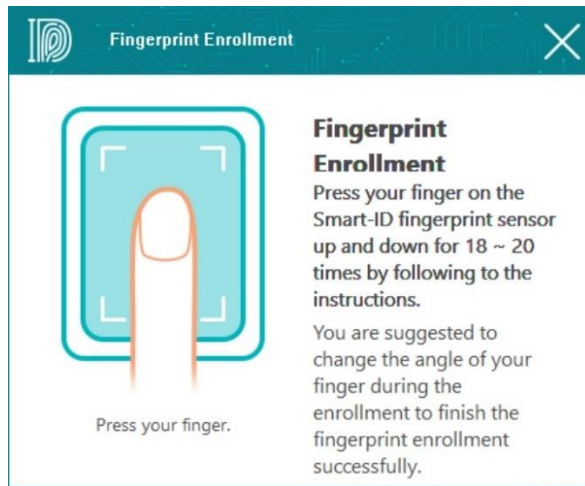 Fingerprint Enrollment
Fingerprint
Enrollment
Press your finger on the
Smart-ID fingerprint sensor
up and down for 18 ~ 20
times by following to the
instructions.
You are suggested to
change the angle of your
finger during the
enrollment to finish the
fingerprint enrollment
successfully.
Press your finger.